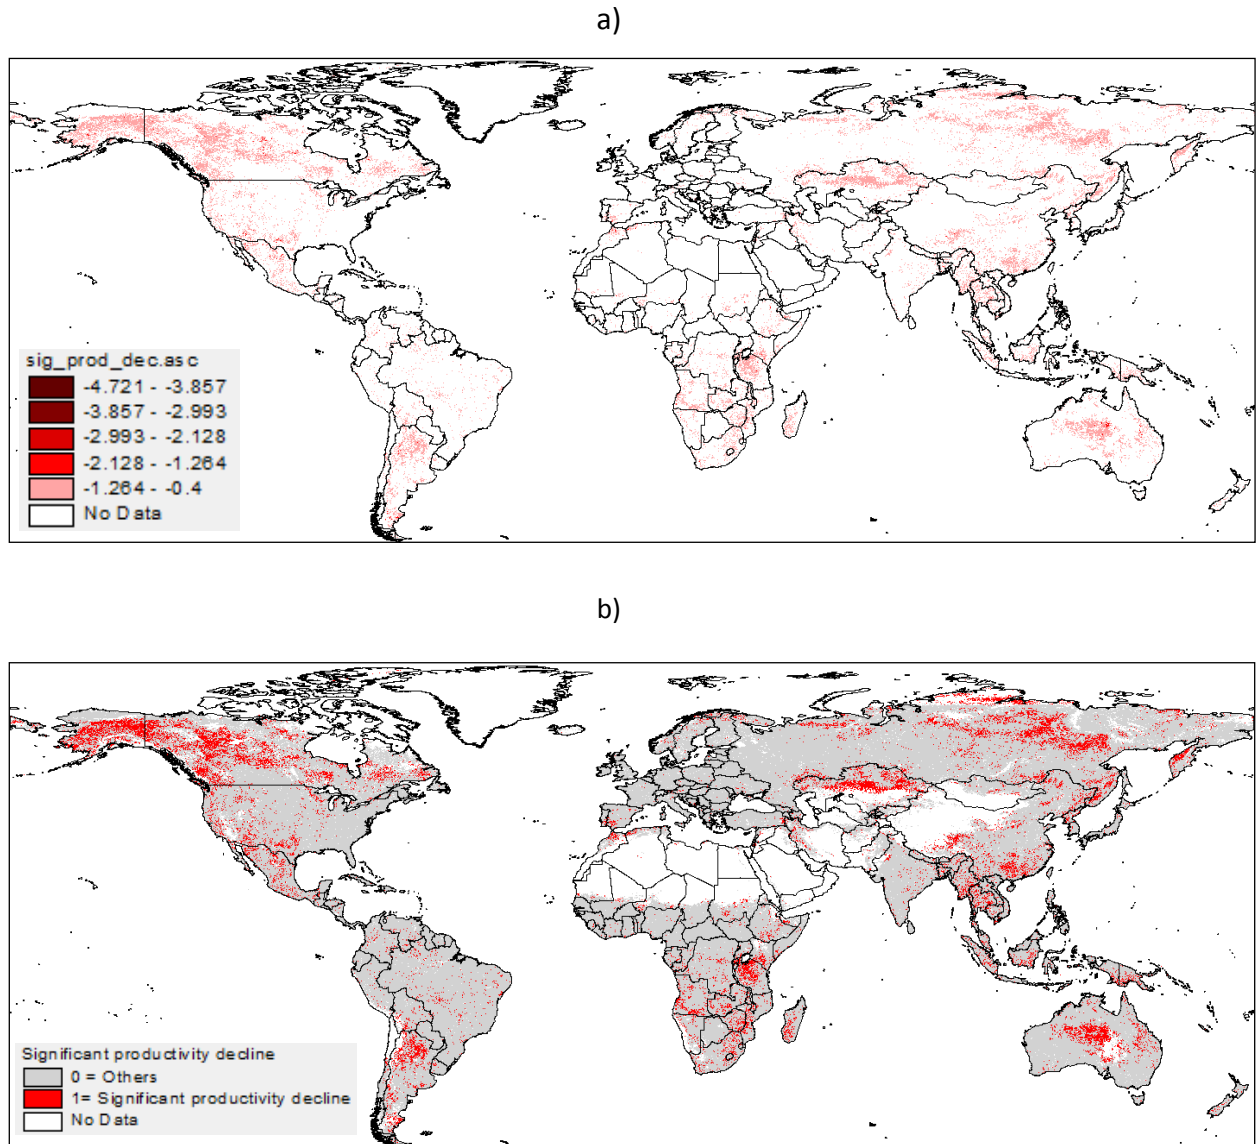 a)
sig_prod_dec.asc
-4.721 - -3.857
-3.857 - -2.993
-2.993 - -2.128
-2.128 - -1.264
-1.264 - -0.4
No Data
b)
Significant productivity decline
0 = Others
1= Significant productivity decline
No Data